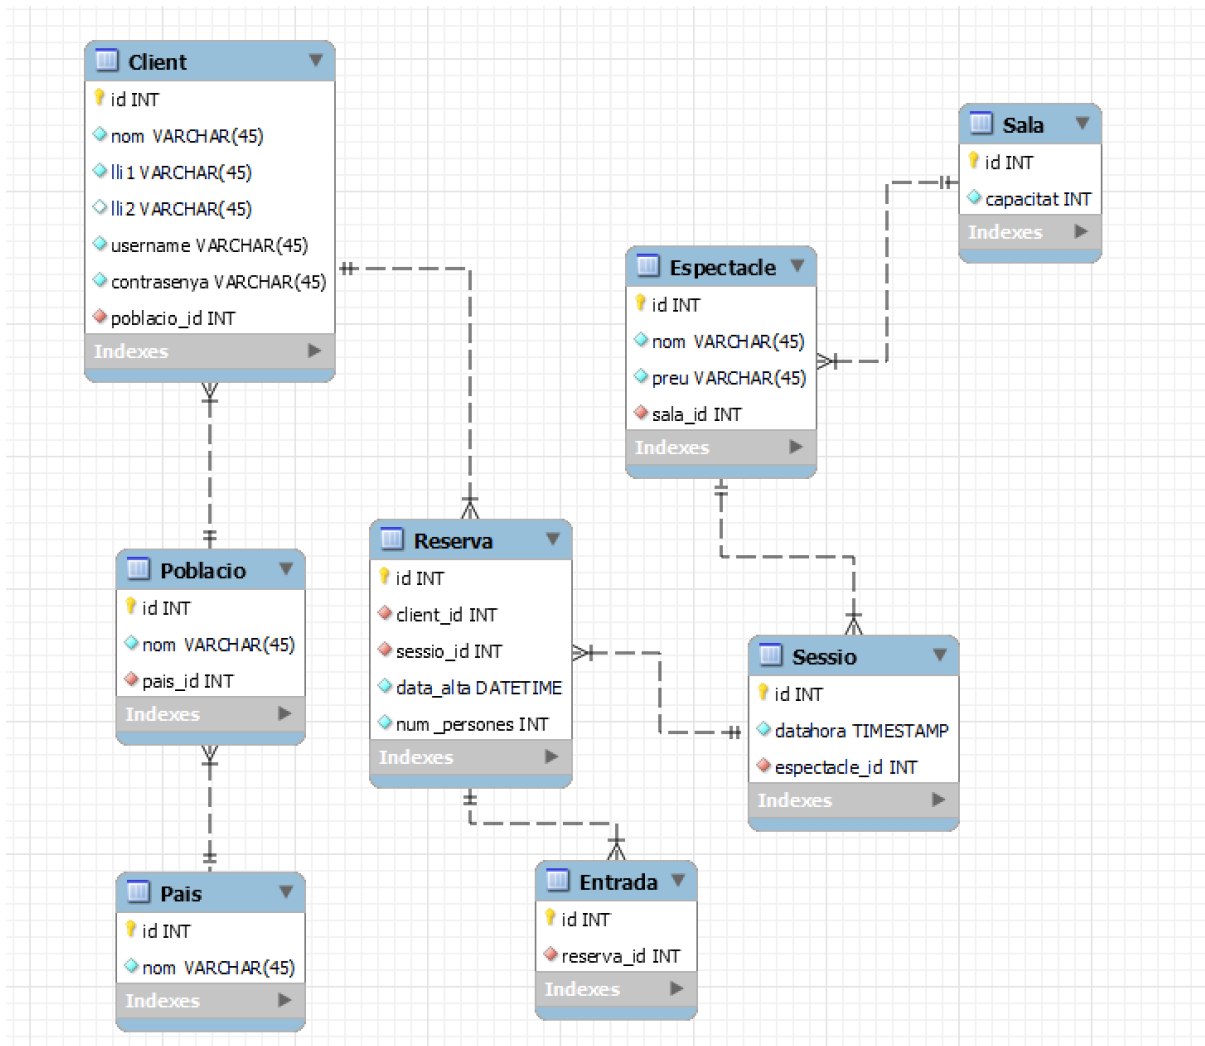 Client
id INT
nom VARCHAR(45)
lli1 VARCHAR(45)
lli2 VARCHAR(45)
username VARCHAR(45)
contrasenya VARCHAR(45)
poblacio_id INT
Indexes
Sala
id INT
capacitat INT
Indexes
Espectacle
id INT
nom VARCHAR(45)
preu VARCHAR(45)
sala_id INT
Indexes
Reserva
id INT
client_id INT
sessio_id INT
data_alta DATETIME
num_persones INT
Indexes
Poblacio
id INT
nom VARCHAR(45)
pais_id INT
Indexes
Sessio
id INT
datahora TIMESTAMP
espectacle_id INT
Indexes
Pais
id INT
nom VARCHAR(45)
Indexes
Entrada
id INT
reserva_id INT
Indexes